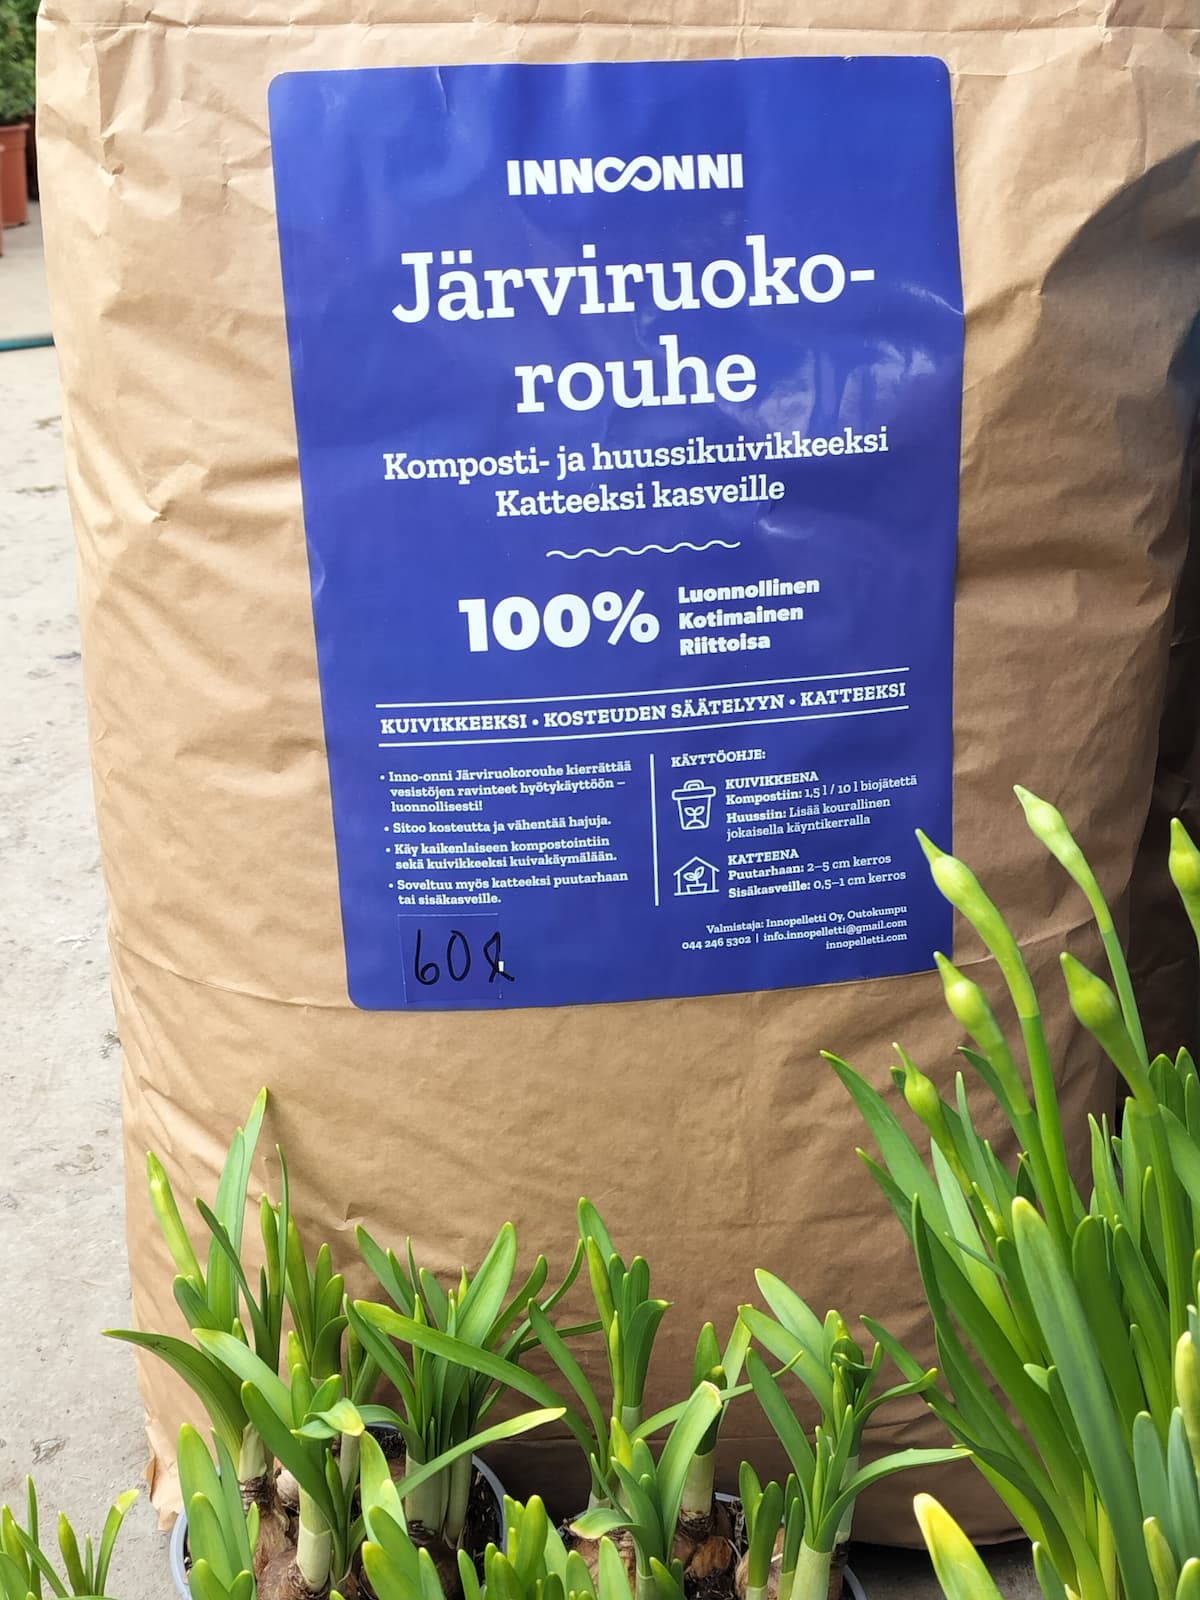 INNOONNI
Järviruoko-
rouhe
Komposti- ja huussikuivikkeeksi
Katteeksi kasveille
100%
Luonnollinen
Kotimainen
Riittoisa
KUIVIKKEEKSI • KOSTEUDEN SÄÄTELYYN • KATTEEKSI
• Inno-onni Järviruokorouhe kierrättää
vesistöjen ravinteet hyötykäyttöön –
luonnollisesti!
• Sitoo kosteutta ja vähentää hajuja.
• Käy kaikenlaiseen kompostointiin
sekä kuivikkeeksi kuivakäymälään.
• Soveltuu myös katteeksi puutarhaan
tai sisäkasveille.
60 l
KÄYTTÖOHJE:
KUIVIKKEENA
Kompostiin: 1,5 l / 10 l biojätettä
Huussiin: Lisää kourallinen
jokaisella käyntikerralla
KATTEENA
Puutarhaan: 2–5 cm kerros
Sisäkasveille: 0,5–1 cm kerros
Valmistaja: Innopelletti Oy, Outokumpu
044 246 5302 | info.innopelletti@gmail.com
innopelletti.com